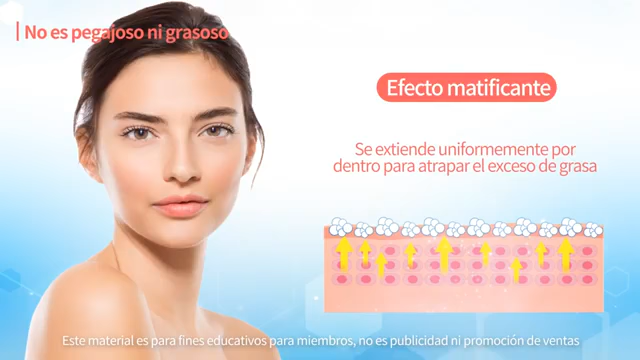 No es pegajoso ni grasoso
Efecto matificante
Se extiende uniformemente por
dentro para atrapar el exceso de grasa
Este material es para fines educativos para miembros, no es publicidad ni promoción de ventas